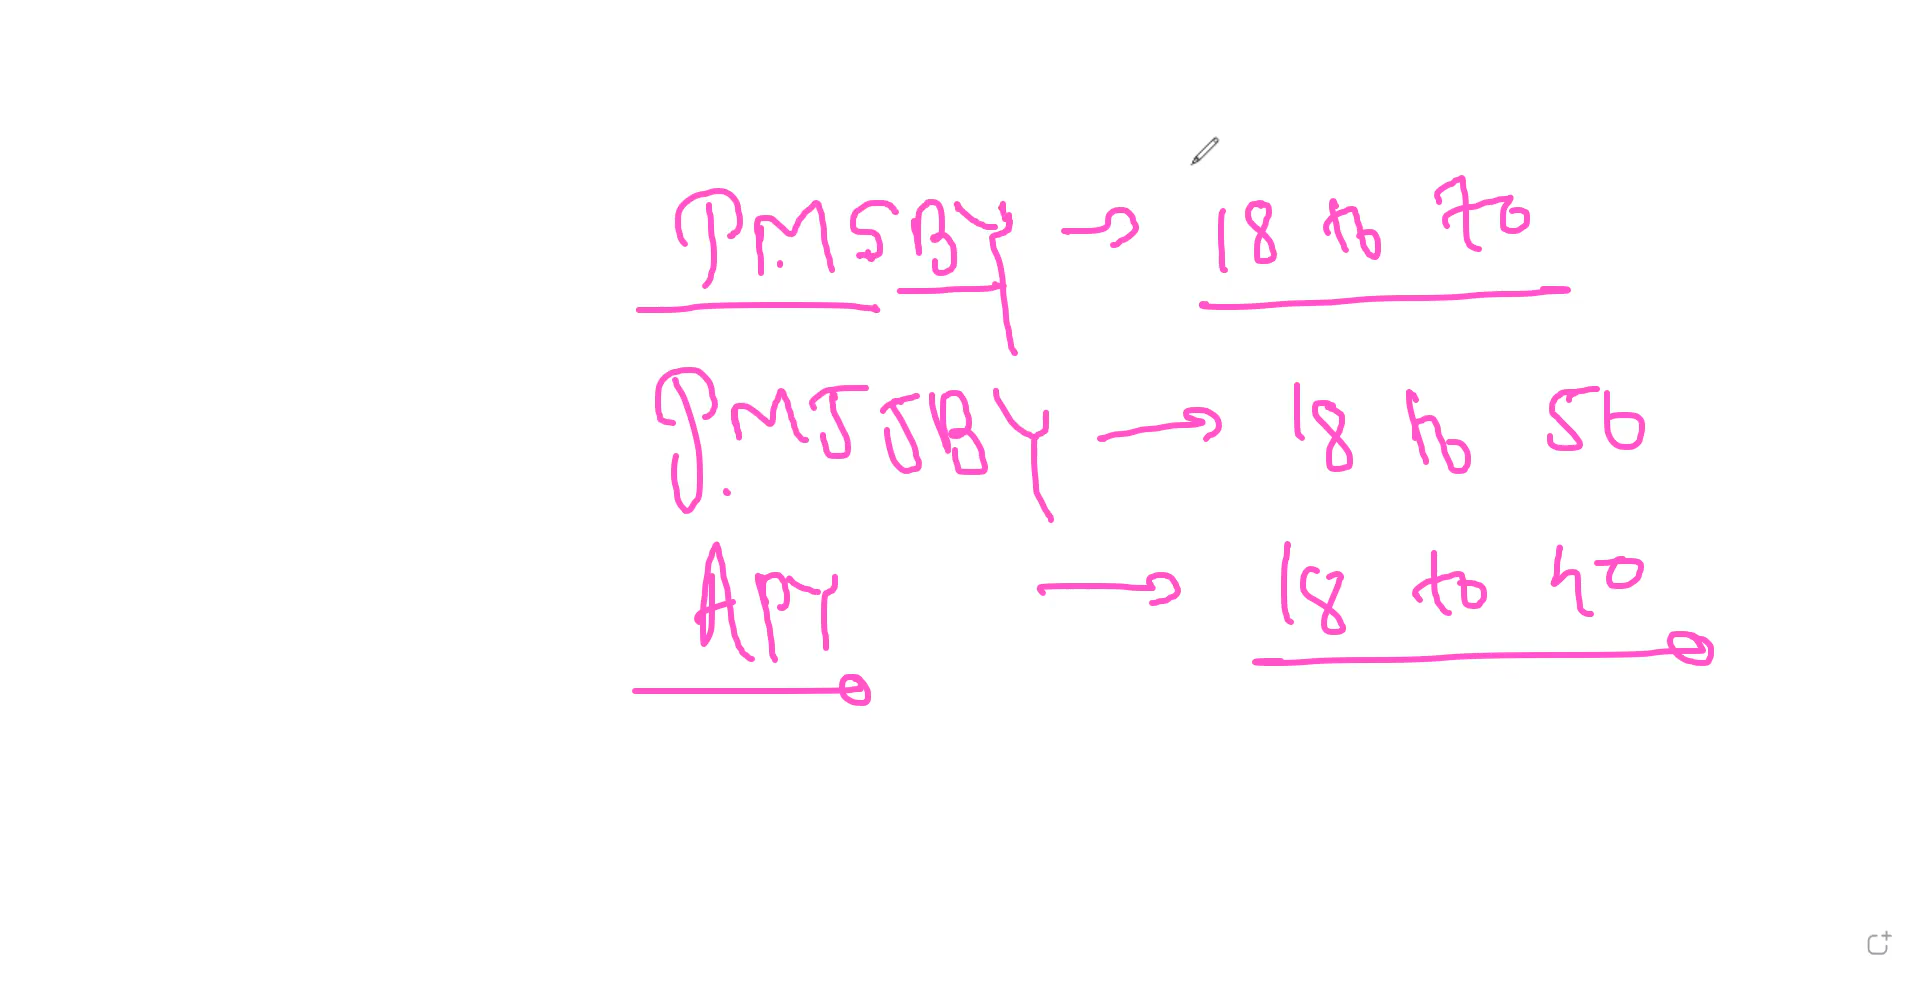 PMSBY → 18 to 70
PMJJBY → 18 to 50
APY → 18 to 40